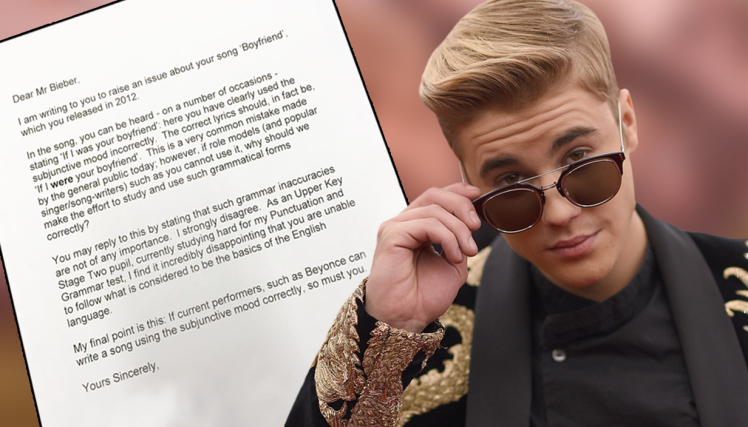 Dear Mr Bieber,
I am writing to you to raise an issue about your song 'Boyfriend',
which you released in 2012.
In the song, you can be heard - on a number of occasions -
stating 'If I was your boyfriend': here you have clearly used the
subjunctive mood incorrectly. The correct lyrics should, in fact be,
'If I were your boyfriend'. This is a very common mistake made
by the general public today; however, if role models (and popular
singer/song-writers) such as you cannot use it, why should we
make the effort to study and use such grammatical forms
correctly?
You may reply to this by stating that such grammar inaccuracies
are not of any importance. I strongly disagree. As an Upper Key
Stage Two pupil, currently studying hard for my Punctuation and
Grammar test, I find it incredibly disappointing that you are unable
to follow what is considered to be the basics of the English
language.
My final point is this: If current performers, such as Beyonce can
write a song using the subjunctive mood correctly, so must you.
Yours Sincerely,